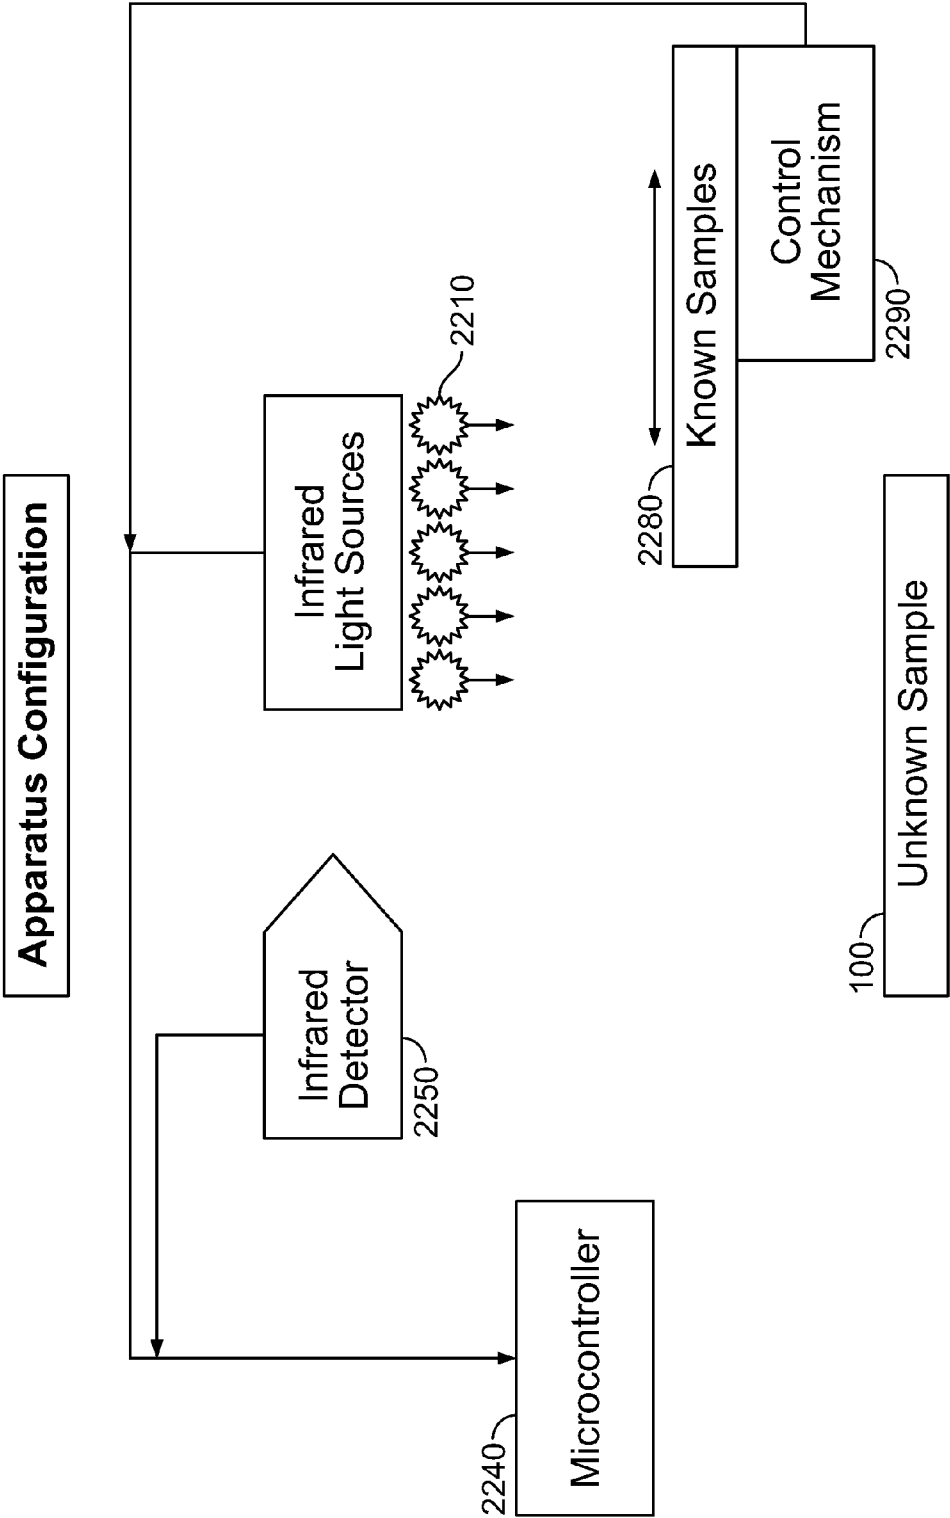 Apparatus Configuration
Infrared
Light Sources
2210
Infrared
Detector
2250
Microcontroller
2240
2280
Known Samples
Control
Mechanism
2290
100
Unknown Sample